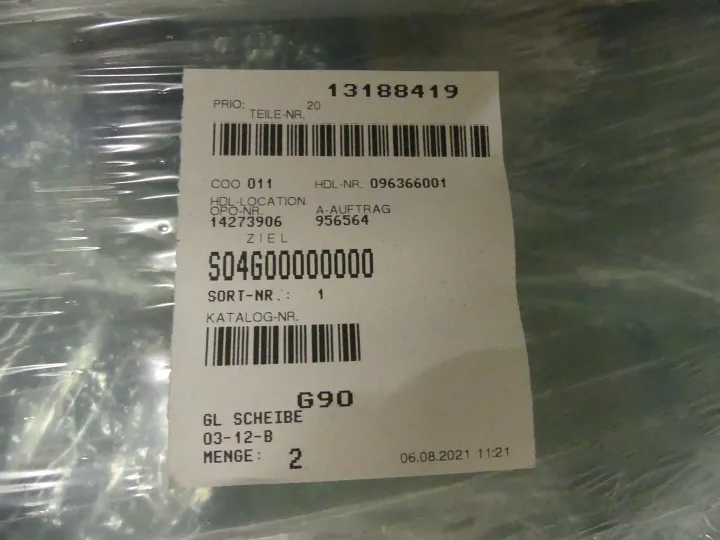 13188419
PRIO: 20
TEILE-NR.
COO 011 HDL-NR. 096366001
HDL-LOCATION
OPO-NR. A-AUFTRAG
14273906 956564
ZIEL
S04G00000000
SORT-NR.: 1
KATALOG-NR.
G90
GL SCHEIBE
03-12-B
MENGE: 2
06.08.2021 11:21